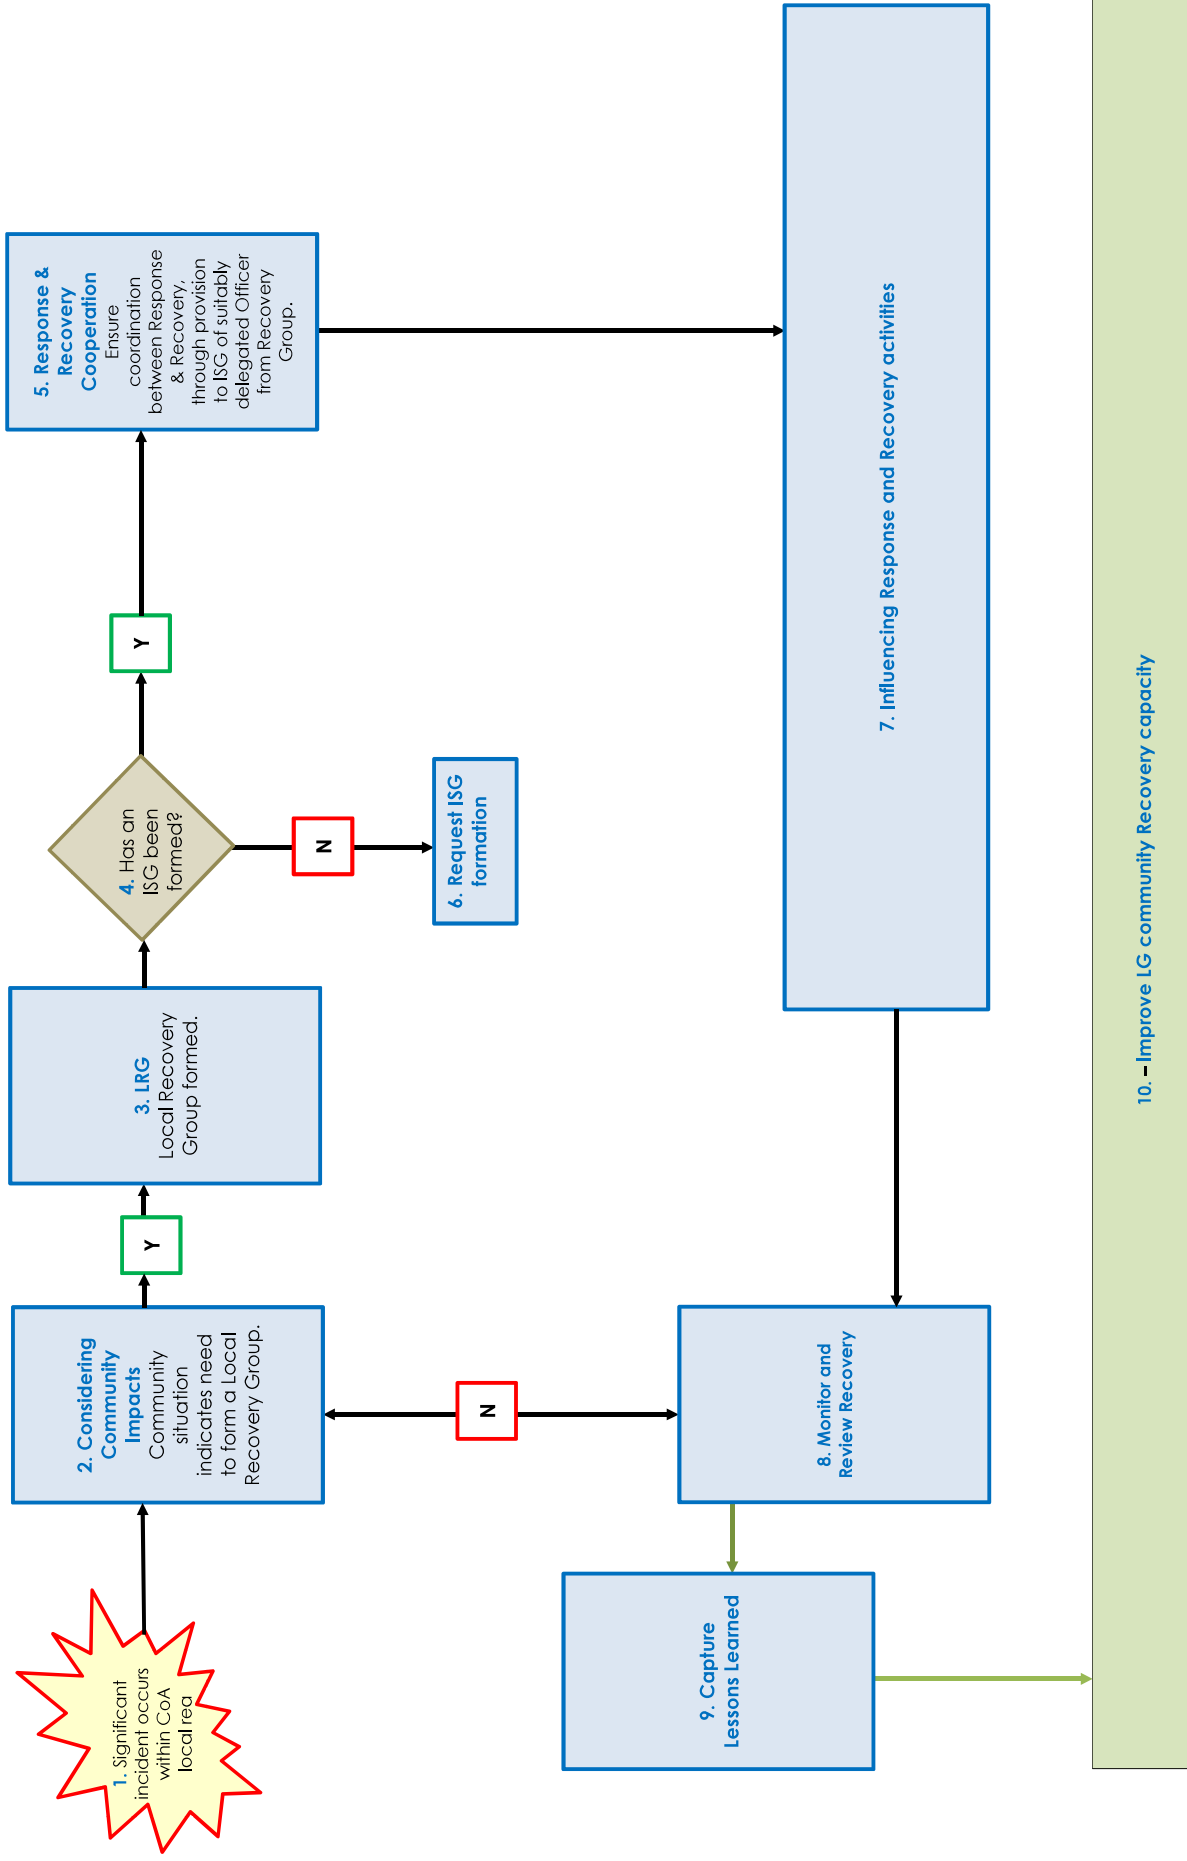 1. Significant
incident occurs
within CoA
local rea
2. Considering
Community
Impacts
Community
situation
indicates need
to form a Local
Recovery Group.
Y
3. LRG
Local Recovery
Group formed.
4. Has an
ISG been
formed?
Y
5. Response &
Recovery
Cooperation
Ensure
coordination
between Response
& Recovery,
through provision
to ISG of suitably
delegated Officer
from Recovery
Group.
N
6. Request ISG
formation
7. Influencing Response and Recovery activities
N
8. Monitor and
Review Recovery
9. Capture
Lessons Learned
10. – Improve LG community Recovery capacity